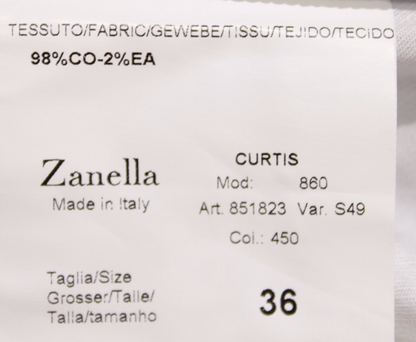 TESSUTO/FABRIC/GEWEBE/TISSU/TEJIDO/TECIDO
98%CO-2%EA
Zanella
Made in Italy
CURTIS
Mod: 860
Art. 851823 Var. S49
Col.: 450
Taglia/Size
Grosser/Talle/
Talla/tamanho
36